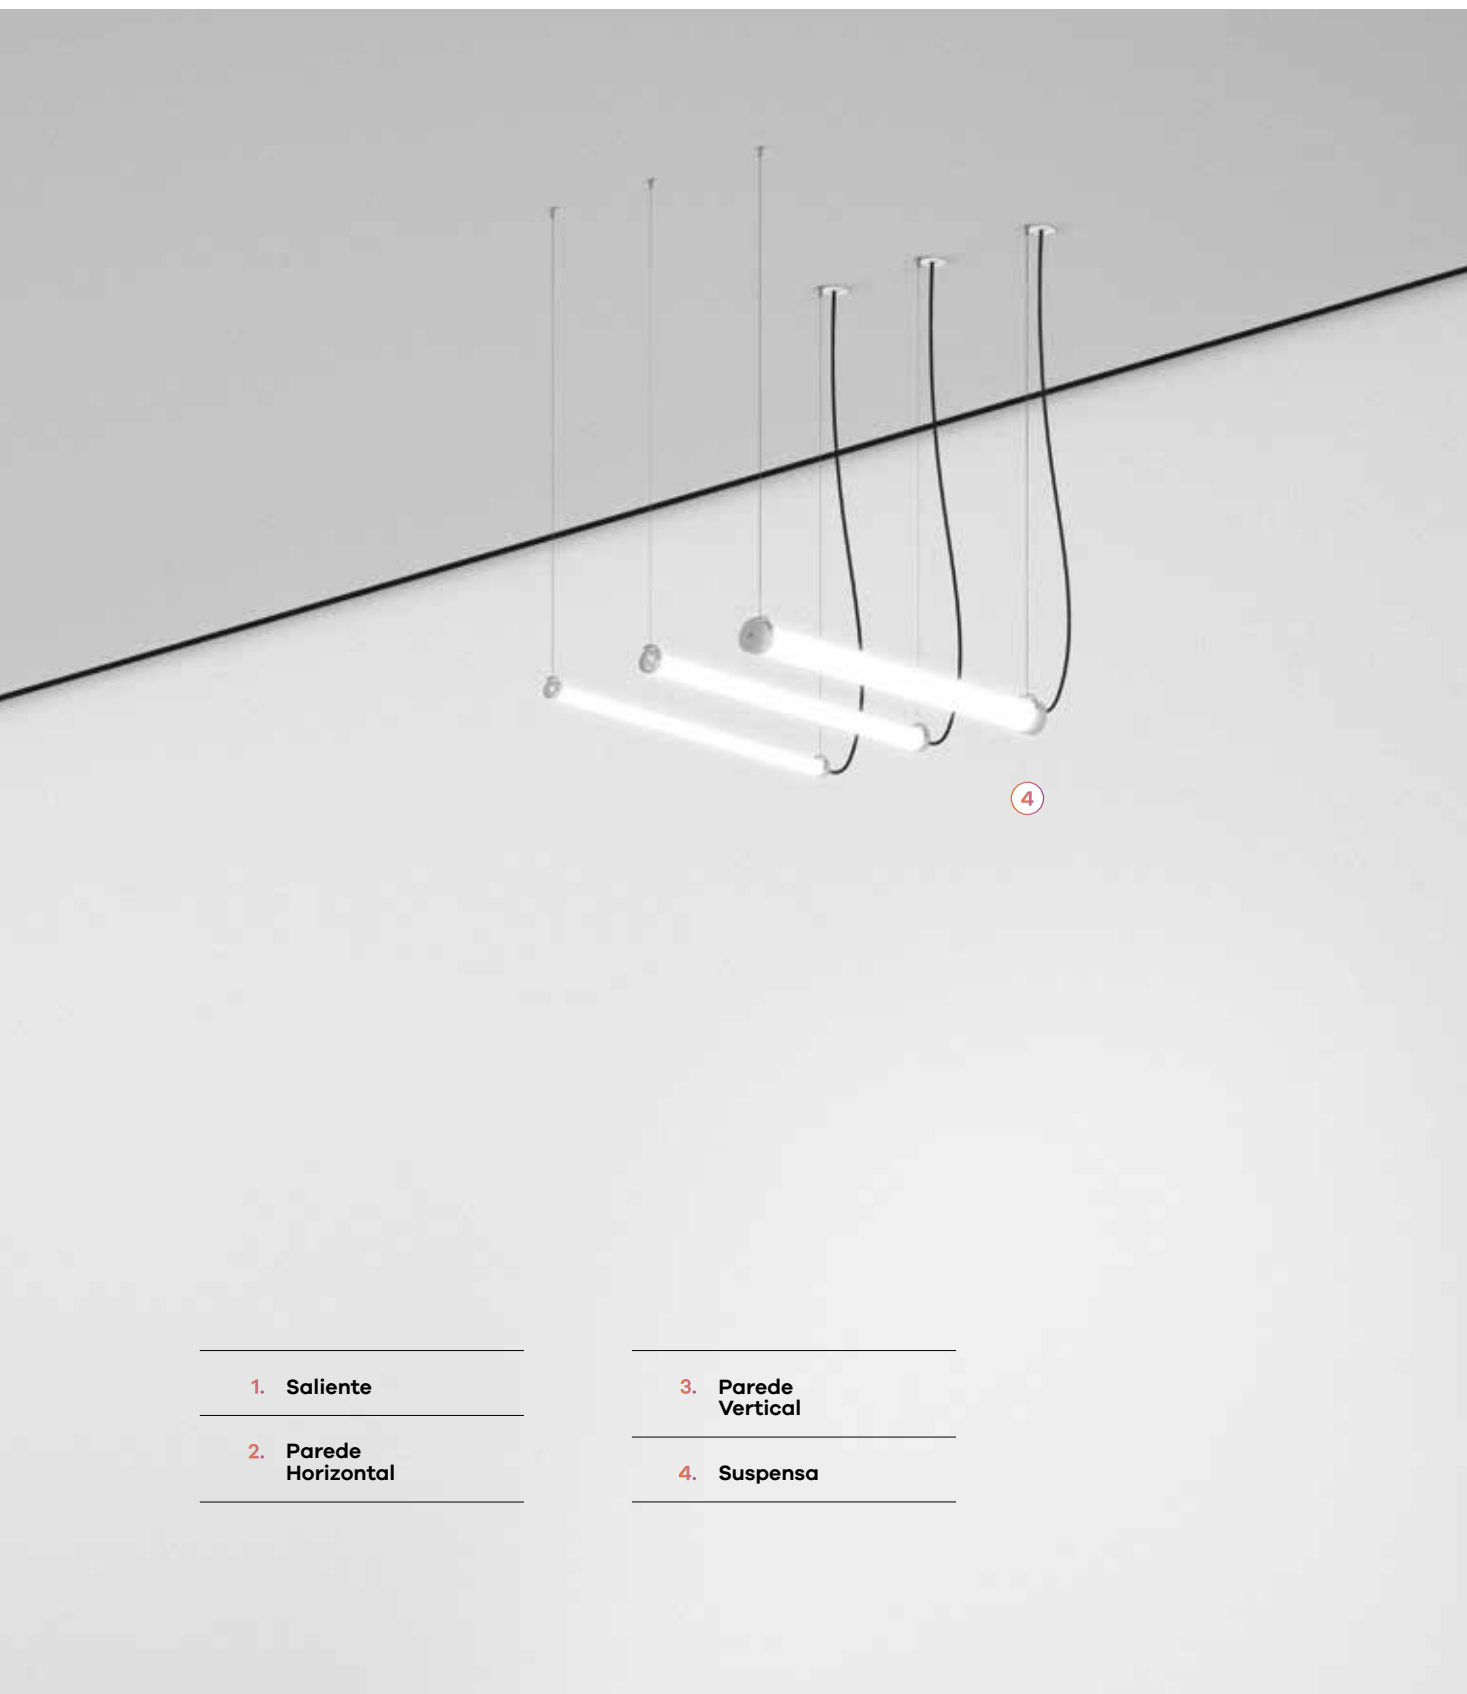 4
1. Saliente
2. Parede
Horizontal
3. Parede
Vertical
4. Suspensa